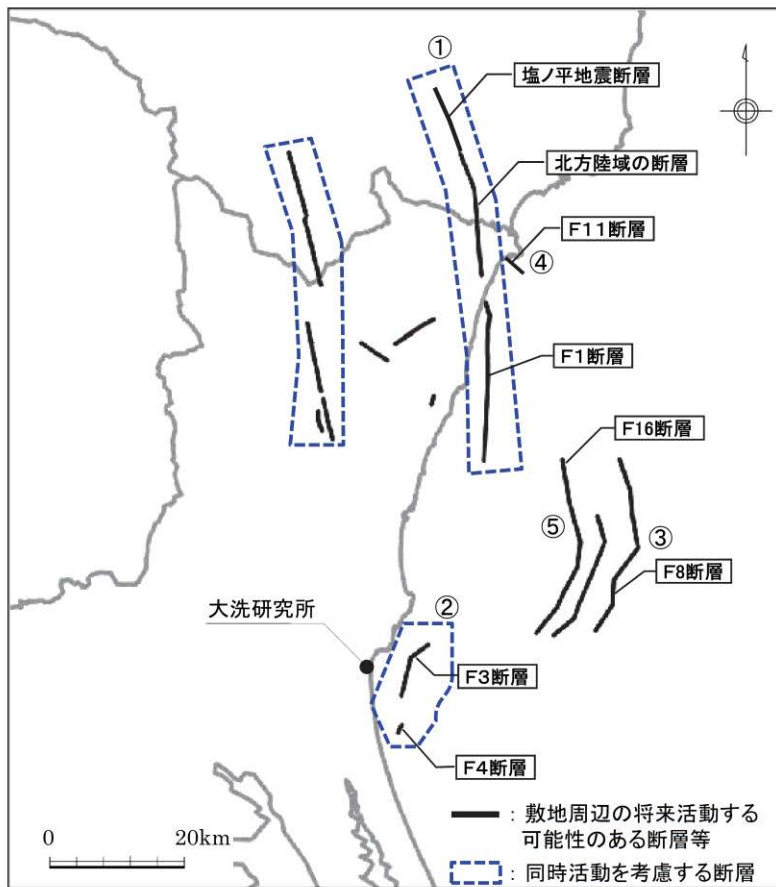 ①
塩ノ平地震断層
北方陸域の断層
F11断層
④
F1断層
F16断層
⑤
③
F8断層
大洗研究所
②
F3断層
F4断層
0 20km
：敷地周辺の将来活動する
可能性のある断層等
：同時活動を考慮する断層